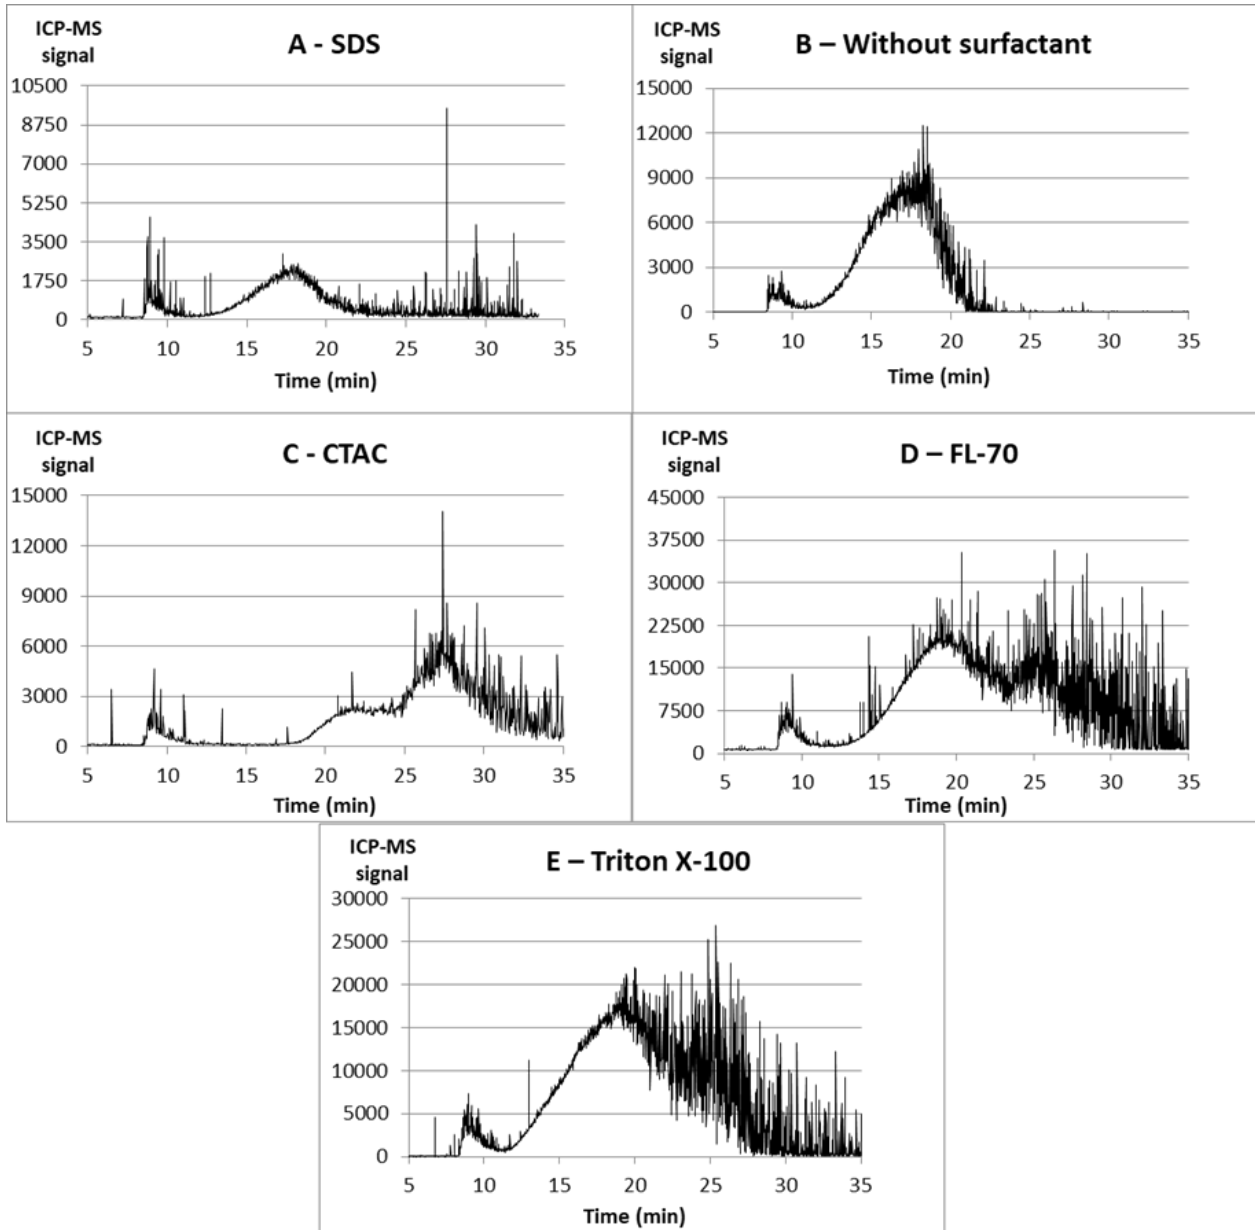 ICP-MS
signal
A - SDS
10500
8750
7000
5250
3500
1750
0
5 10 15 20 25 30 35
Time (min)
ICP-MS
signal
B – Without surfactant
15000
12000
9000
6000
3000
0
5 10 15 20 25 30 35
Time (min)
ICP-MS
signal
C - CTAC
15000
12000
9000
6000
3000
0
5 10 15 20 25 30 35
Time (min)
ICP-MS
signal
D – FL-70
45000
37500
30000
22500
15000
7500
0
5 10 15 20 25 30 35
Time (min)
ICP-MS
signal
E – Triton X-100
30000
25000
20000
15000
10000
5000
0
5 10 15 20 25 30 35
Time (min)